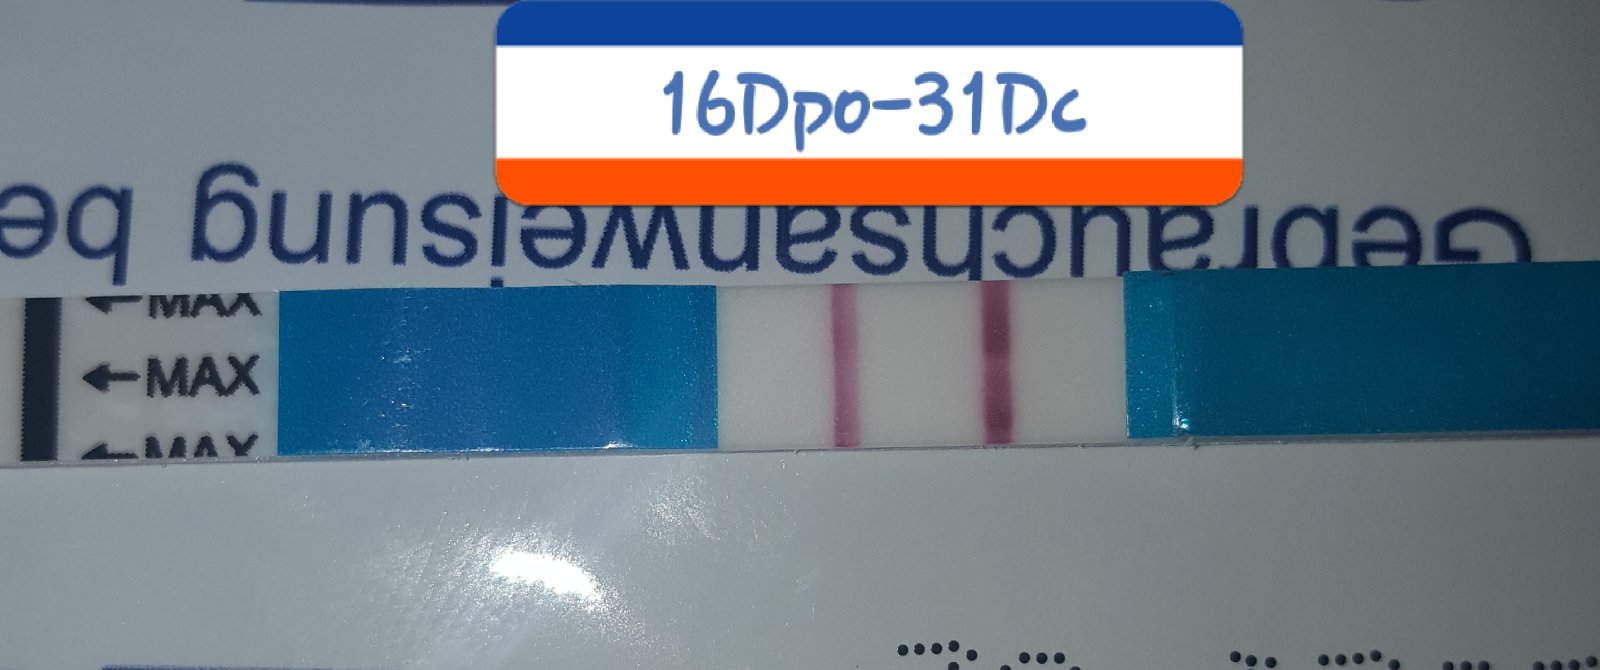 16Dpo-31Dc
Gebrauchsanweisung be
←MAX
←MAX
←MAX